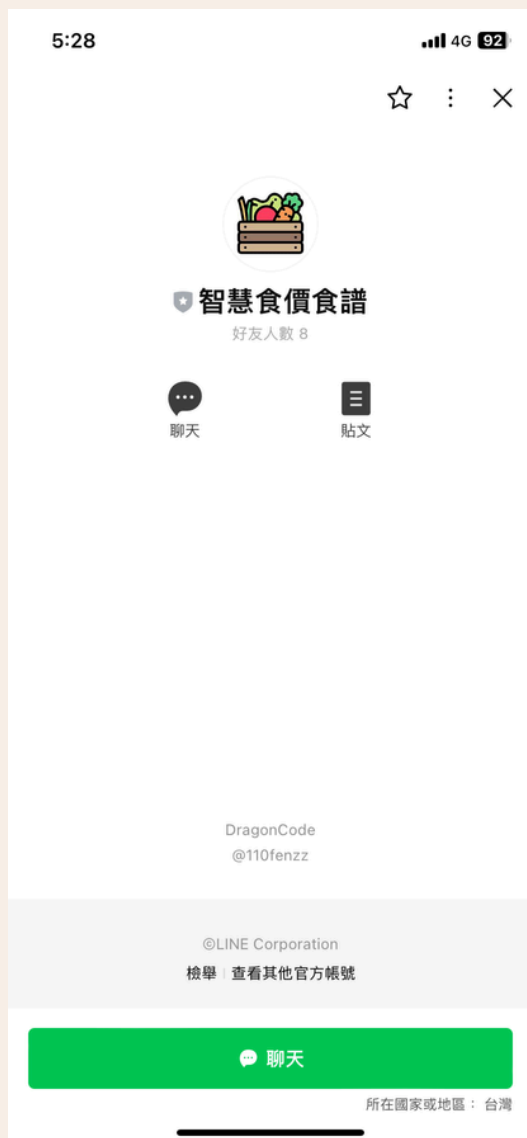 5:28 4G 92
智慧食價食譜
好友人數 8
聊天 貼文
DragonCode
@110fenzz
©LINE Corporation
檢舉 | 查看其他官方帳號
聊天
所在國家或地區： 台灣